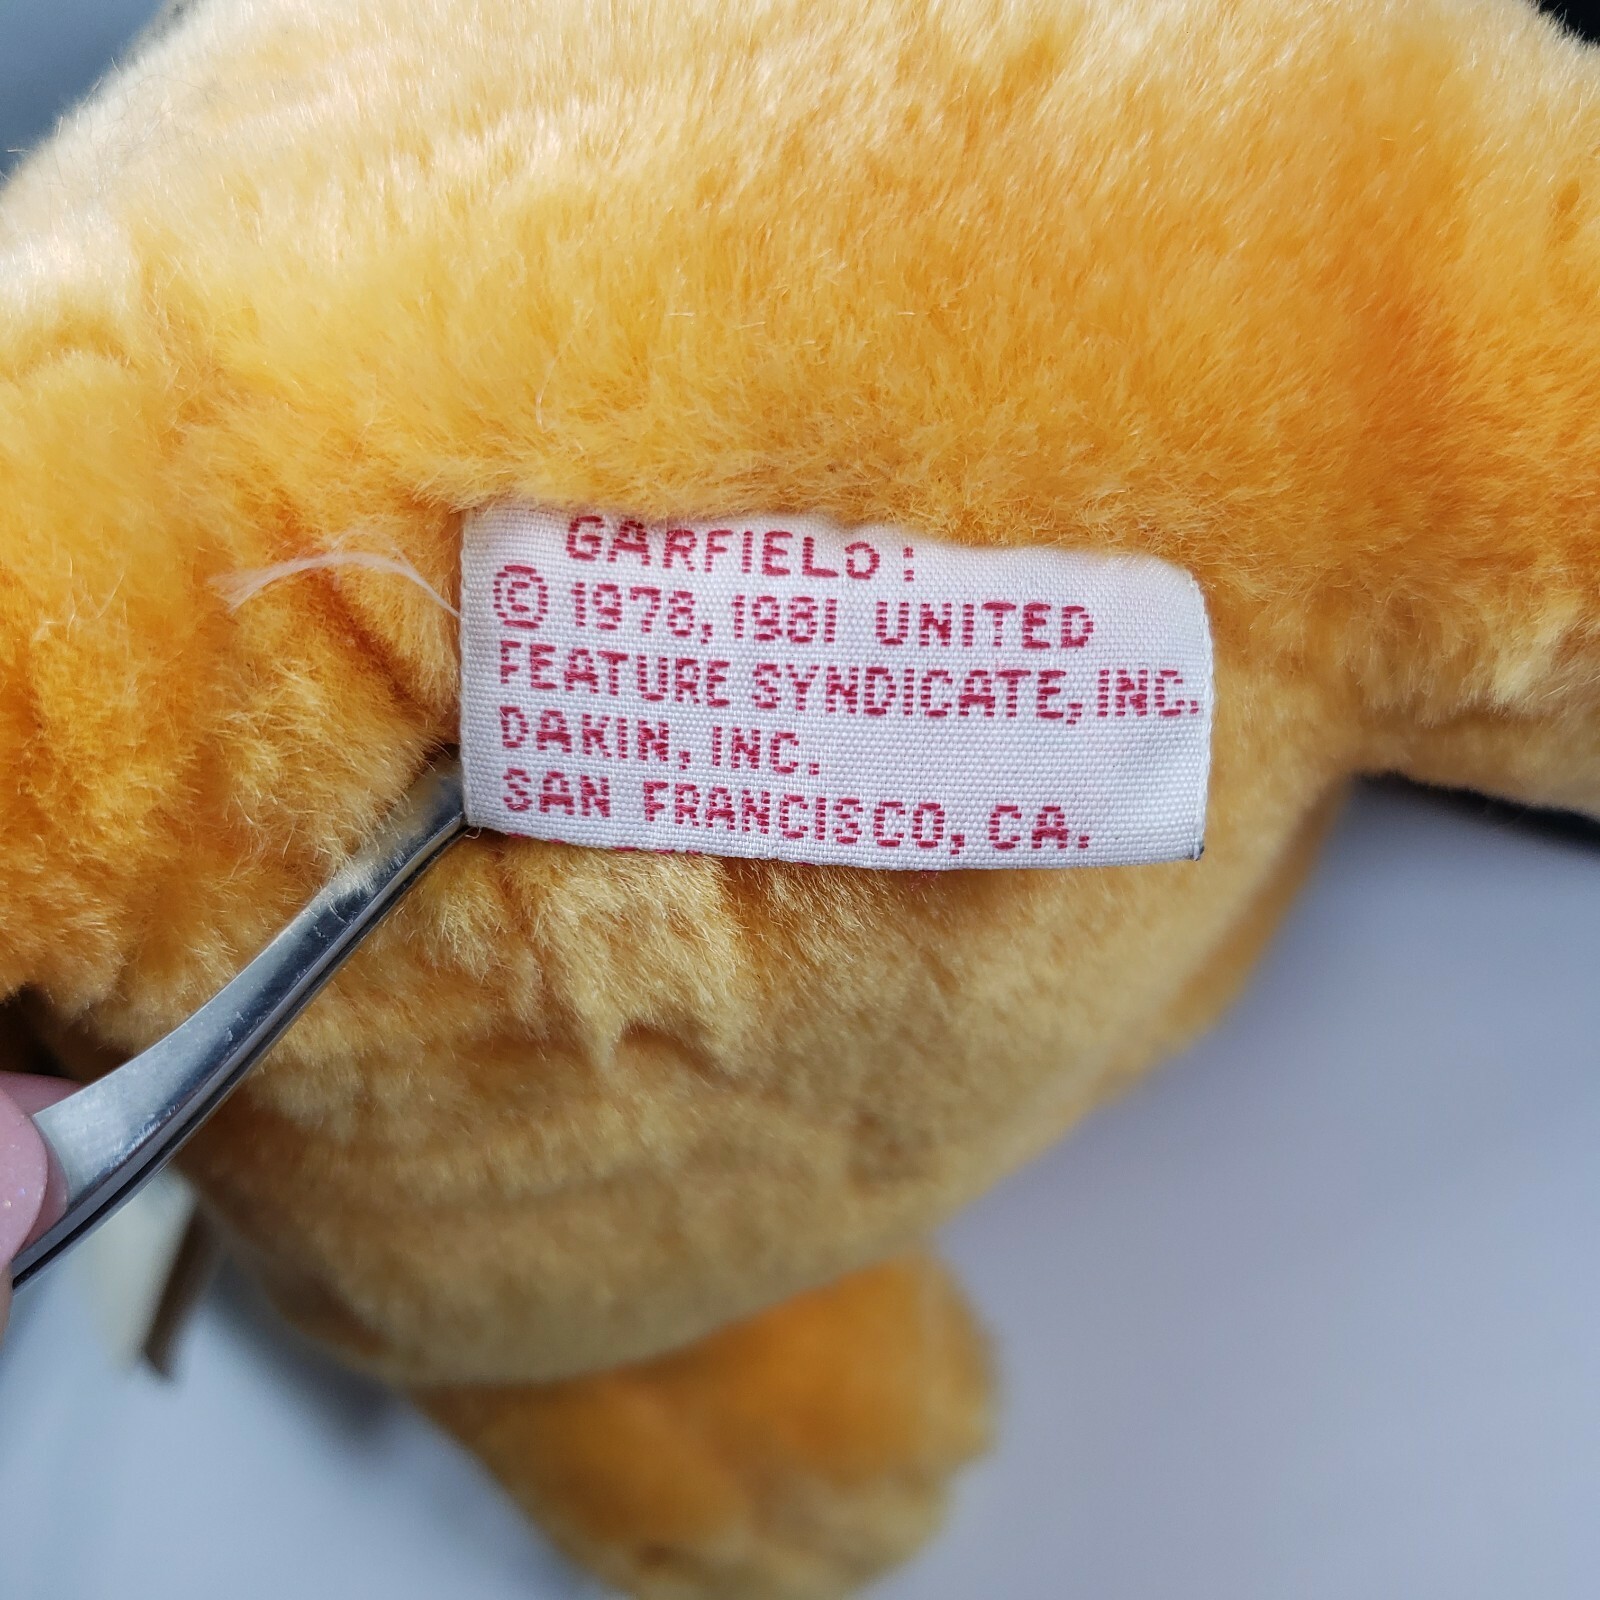 GARFIELD:
© 1978, 1981 UNITED
FEATURE SYNDICATE, INC.
DAKIN, INC.
SAN FRANCISCO, CA.